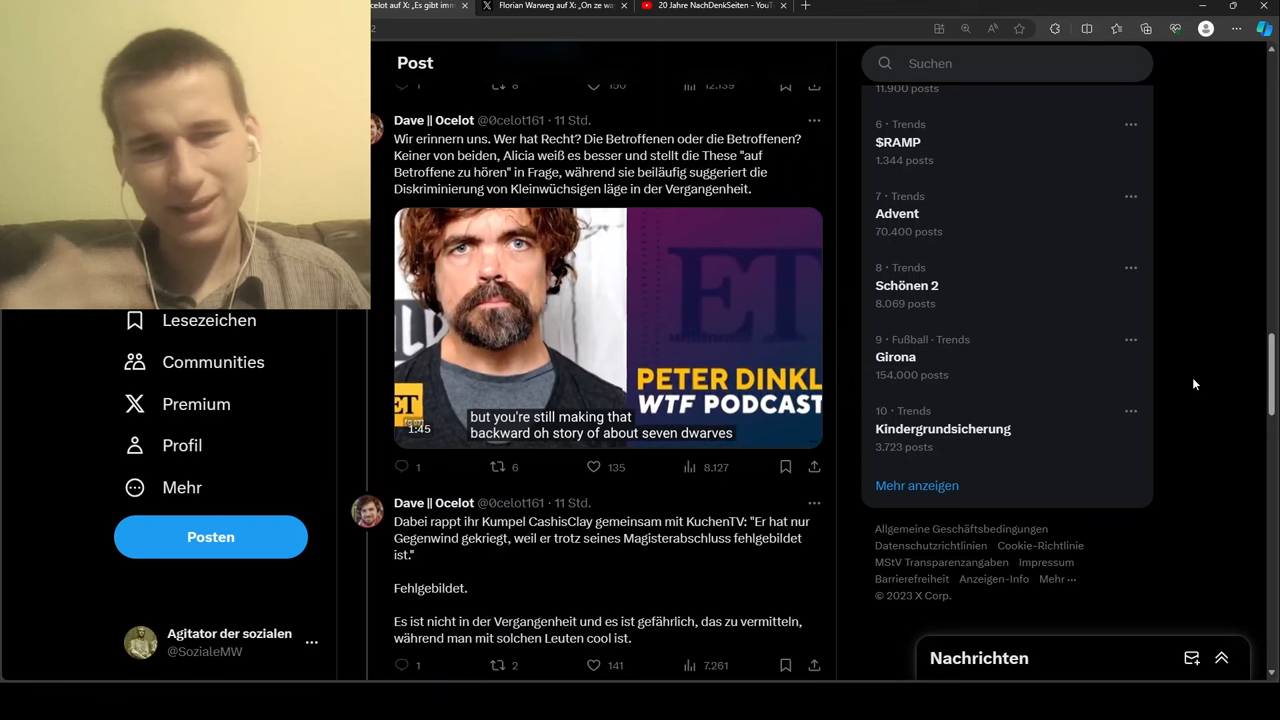 celot auf X: „Es gibt imm
Florian Warweg auf X: „On ze wa
20 Jahre NachDenkSeiten - YouT
2
Post
Suchen
1
8
150
12.139
11.900 posts
Dave || Ocelot @0celot161 · 11 Std.
Wir erinnern uns. Wer hat Recht? Die Betroffenen oder die Betroffenen?
Keiner von beiden, Alicia weiß es besser und stellt die These "auf
Betroffene zu hören" in Frage, während sie beiläufig suggeriert die
Diskriminierung von Kleinwüchsigen läge in der Vergangenheit.
ET
PETER DINKL
WTF PODCAST
ET
1:45
but you're still making that
backward oh story of about seven dwarves
1
6
135
8.127
Dave || Ocelot @0celot161 · 11 Std.
Dabei rappt ihr Kumpel CashisClay gemeinsam mit KuchenTV: "Er hat nur
Gegenwind gekriegt, weil er trotz seines Magisterabschluss fehlgebildet
ist."
Fehlgebildet.
Es ist nicht in der Vergangenheit und es ist gefährlich, das zu vermitteln,
während man mit solchen Leuten cool ist.
1
2
141
7.261
Lesezeichen
Communities
Premium
Profil
Mehr
Posten
Agitator der sozialen
@SozialeMW
6 · Trends
$RAMP
1.344 posts
7 · Trends
Advent
70.400 posts
8 · Trends
Schönen 2
8.069 posts
9 · Fußball · Trends
Girona
154.000 posts
10 · Trends
Kindergrundsicherung
3.723 posts
Mehr anzeigen
Allgemeine Geschäftsbedingungen
Datenschutzrichtlinien Cookie-Richtlinie
MStV Transparenzangaben Impressum
Barrierefreiheit Anzeigen-Info Mehr ···
© 2023 X Corp.
Nachrichten